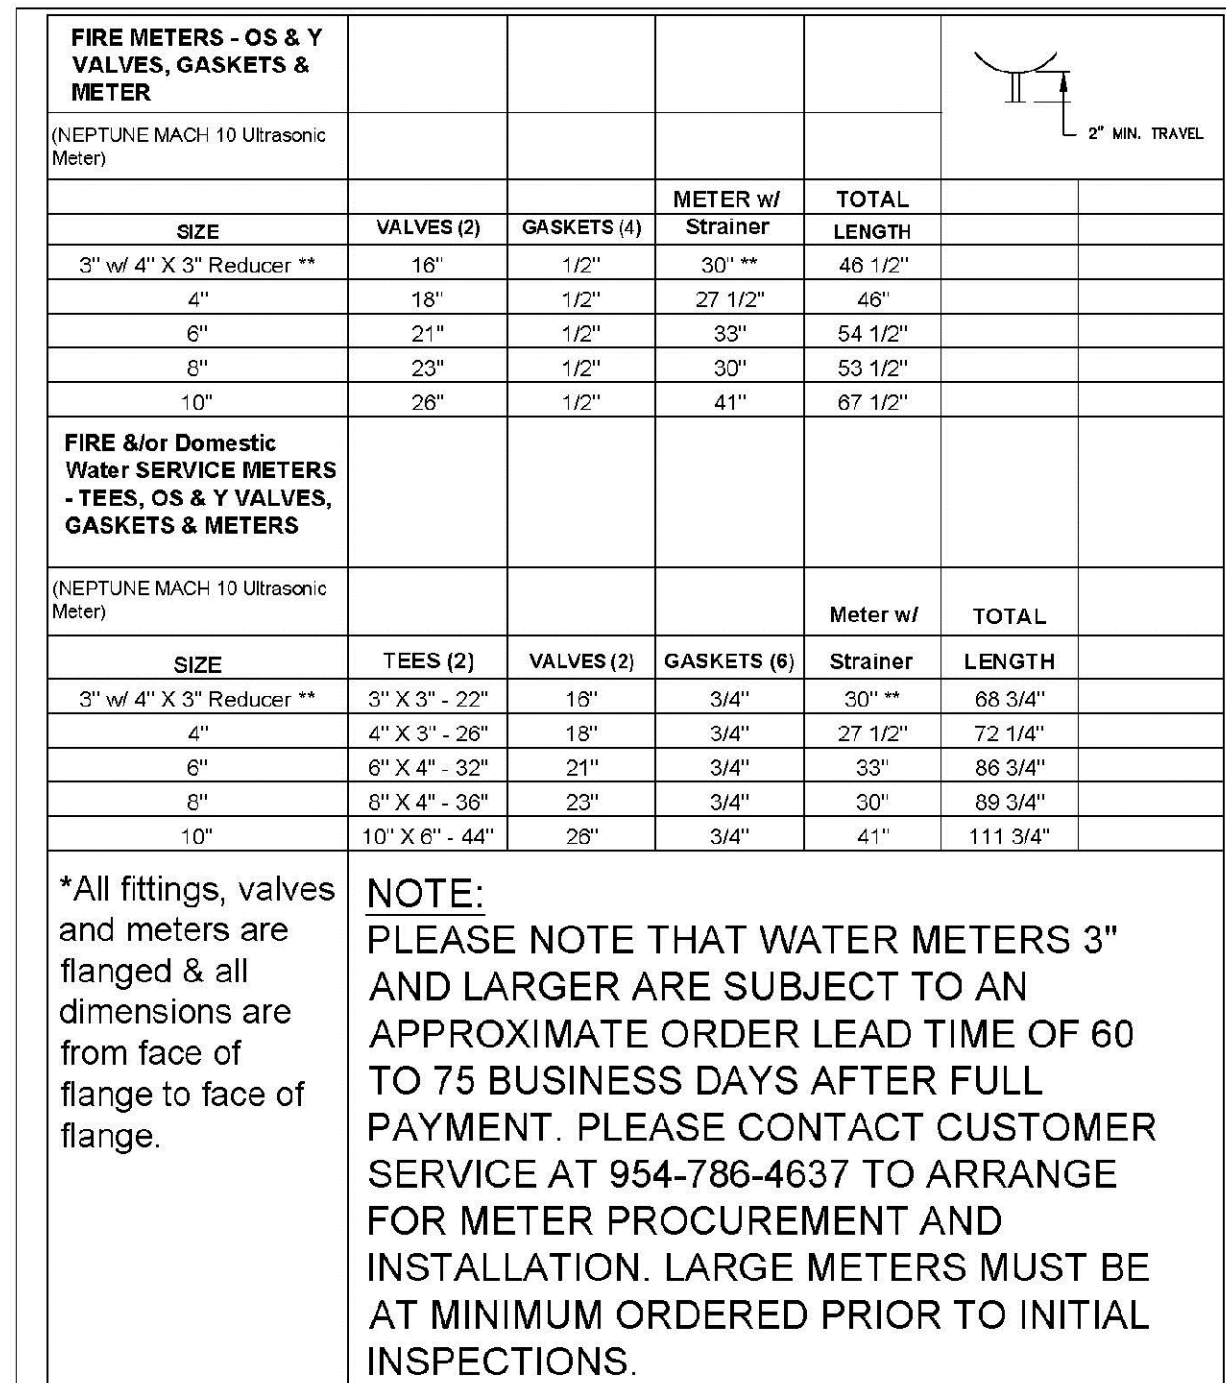 FIRE METERS - OS & Y
VALVES, GASKETS &
METER
2" MIN. TRAVEL
(NEPTUNE MACH 10 Ultrasonic
Meter)
METER w/ TOTAL
SIZE VALVES (2) GASKETS (4) Strainer LENGTH
3" w/ 4" X 3" Reducer ** 16" 1/2" 30" ** 46 1/2"
4" 18" 1/2" 27 1/2" 46"
6" 21" 1/2" 33" 54 1/2"
8" 23" 1/2" 30" 53 1/2"
10" 26" 1/2" 41" 67 1/2"
FIRE &/or Domestic
Water SERVICE METERS
- TEES, OS & Y VALVES,
GASKETS & METERS
(NEPTUNE MACH 10 Ultrasonic
Meter) Meter w/ TOTAL
SIZE TEES (2) VALVES (2) GASKETS (6) Strainer LENGTH
3" w/ 4" X 3" Reducer ** 3" X 3" - 22" 16" 3/4" 30" ** 68 3/4"
4" 4" X 3" - 26" 18" 3/4" 27 1/2" 72 1/4"
6" 6" X 4" - 32" 21" 3/4" 33" 86 3/4"
8" 8" X 4" - 36" 23" 3/4" 30" 89 3/4"
10" 10" X 6" - 44" 26" 3/4" 41" 111 3/4"
*All fittings, valves
and meters are
flanged & all
dimensions are
from face of
flange to face of
flange.
NOTE:
PLEASE NOTE THAT WATER METERS 3"
AND LARGER ARE SUBJECT TO AN
APPROXIMATE ORDER LEAD TIME OF 60
TO 75 BUSINESS DAYS AFTER FULL
PAYMENT. PLEASE CONTACT CUSTOMER
SERVICE AT 954-786-4637 TO ARRANGE
FOR METER PROCUREMENT AND
INSTALLATION. LARGE METERS MUST BE
AT MINIMUM ORDERED PRIOR TO INITIAL
INSPECTIONS.